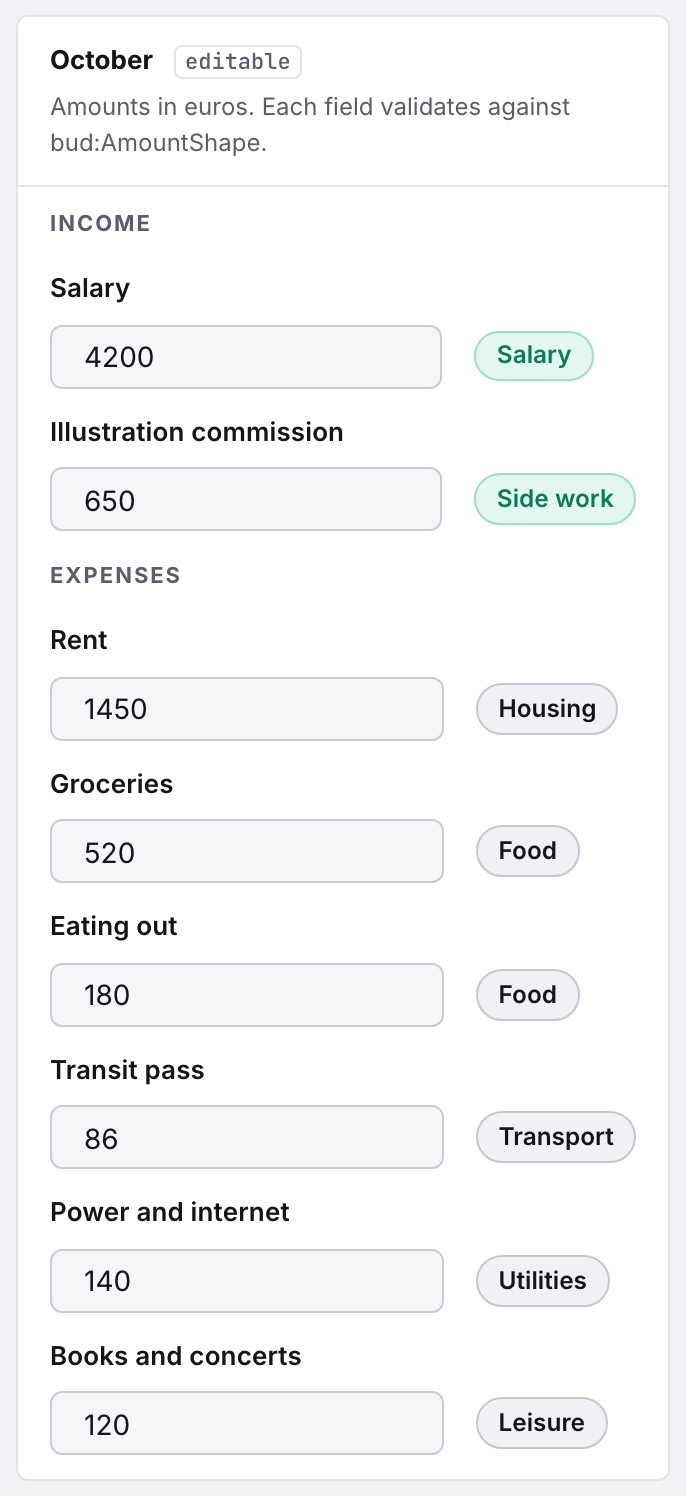 October editable
Amounts in euros. Each field validates against
bud:AmountShape.
INCOME
Salary
4200 Salary
Illustration commission
650 Side work
EXPENSES
Rent
1450 Housing
Groceries
520 Food
Eating out
180 Food
Transit pass
86 Transport
Power and internet
140 Utilities
Books and concerts
120 Leisure